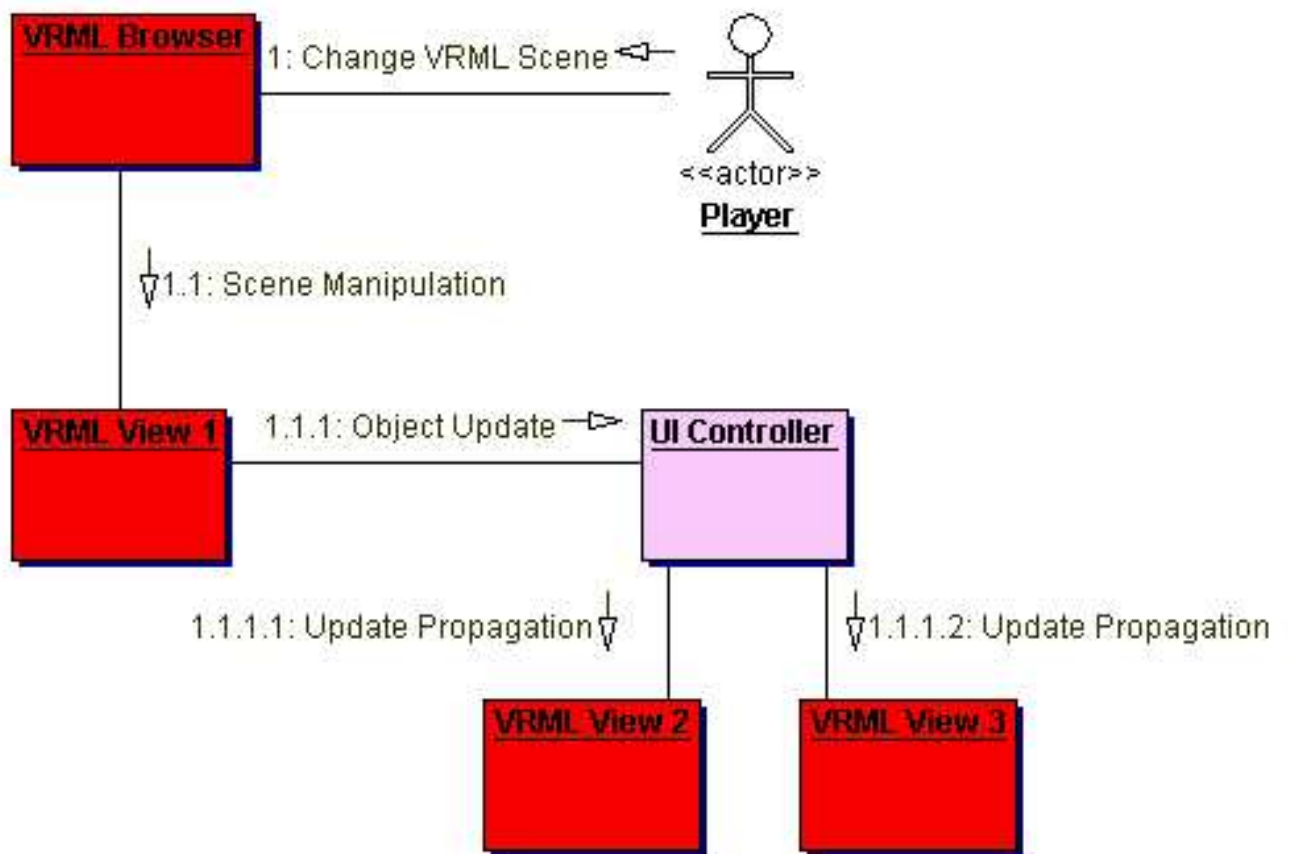 VRML Browser
1: Change VRML Scene
<<actor>>
Player
1.1: Scene Manipulation
VRML View 1
1.1.1: Object Update
UI Controller
1.1.1.1: Update Propagation
1.1.1.2: Update Propagation
VRML View 2
VRML View 3